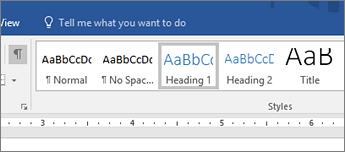 View Tell me what you want to do
¶ AaBbCcDc AaBbCcDc AaBbCc AaBbCcD AaB
¶ Normal ¶ No Spac... Heading 1 Heading 2 Title
Styles
3 4 5 6